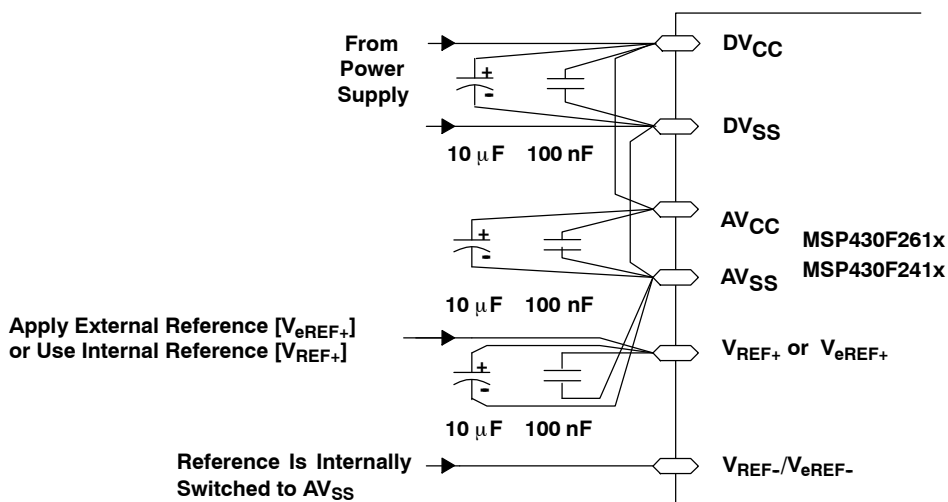 From
Power
Supply
DVCC
+
-
DVSS
10 μF 100 nF
AVCC
+
-
MSP430F261x
AVSS
MSP430F241x
10 μF 100 nF
Apply External Reference [VeREF+]
or Use Internal Reference [VREF+]
VREF+ or VeREF+
+
-
10 μF 100 nF
Reference Is Internally
Switched to AVSS
VREF-/VeREF-